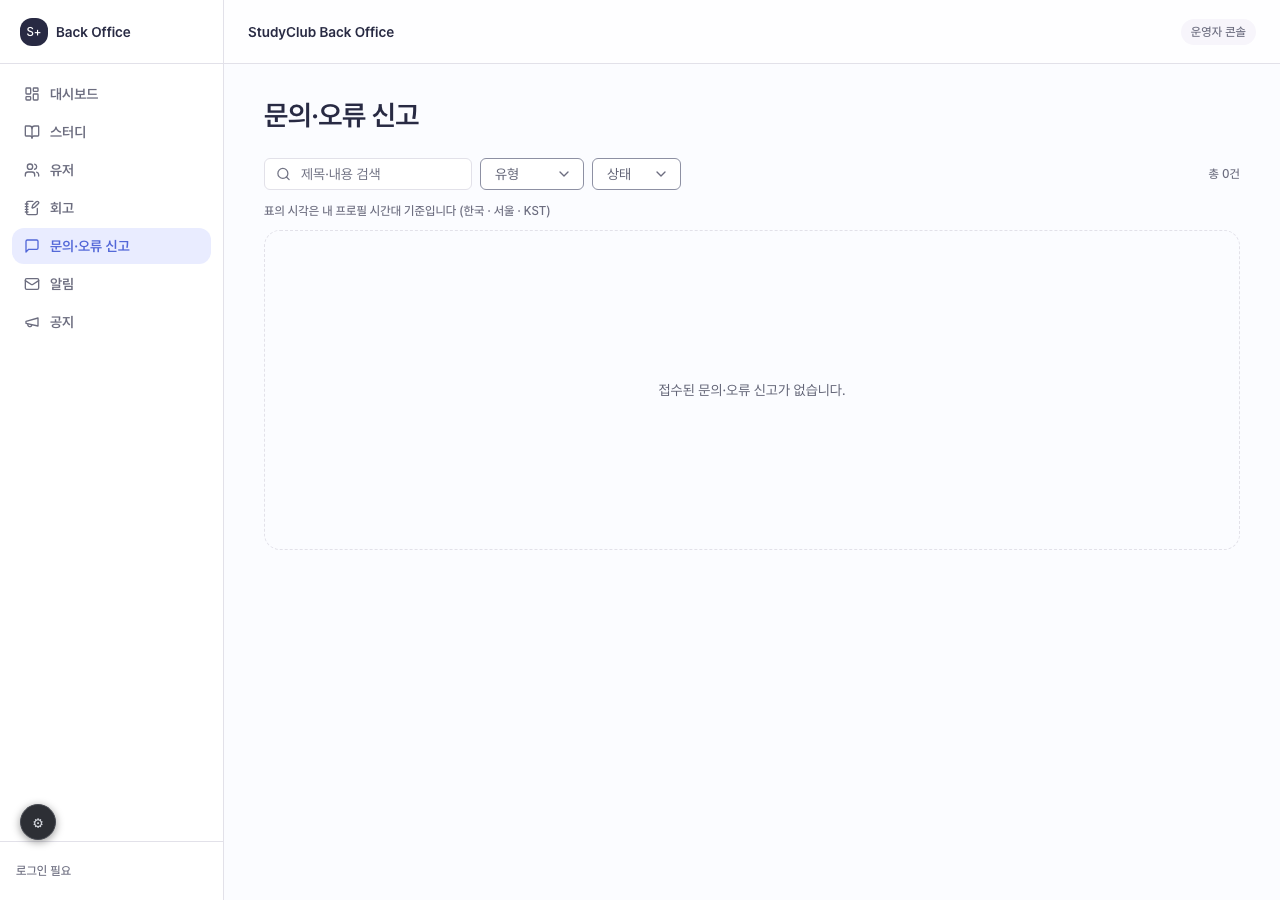 S+ Back Office
StudyClub Back Office
운영자 콘솔
대시보드
스터디
유저
회고
문의·오류 신고
알림
공지
로그인 필요
문의·오류 신고
제목·내용 검색
유형
상태
총 0건
표의 시각은 내 프로필 시간대 기준입니다 (한국 · 서울 · KST)
접수된 문의·오류 신고가 없습니다.